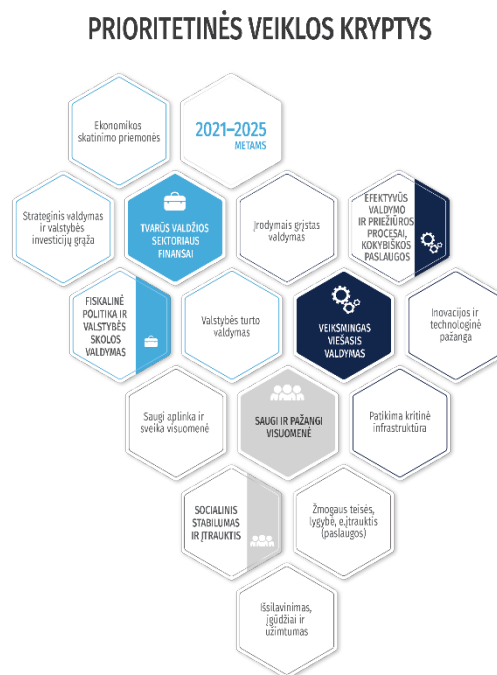 PRIORITETINĖS VEIKLOS KRYPTYS
Ekonomikos
skatinimo priemonės
2021–2025
METAMS
Strateginis valdymas
ir valstybės
investicijų grąža
TVARŪS VALDŽIOS
SEKTORIAUS
FINANSAI
Įrodymais grįstas
valdymas
EFEKTYVŪS
VALDYMO
IR PRIEŽIŪROS
PROCESAI,
KOKYBIŠKOS
PASLAUGOS
FISKALINĖ
POLITIKA IR
VALSTYBĖS
SKOLOS
VALDYMAS
Valstybės turto
valdymas
VEIKSMINGAS
VIEŠASIS
VALDYMAS
Inovacijos ir
technologinė
pažanga
Saugi aplinka ir
sveika visuomenė
SAUGI IR PAŽANGI
VISUOMENĖ
Patikima kritinė
infrastruktūra
SOCIALINIS
STABILUMAS
IR ĮTRAUKTIS
Žmogaus teisės,
lygybė, e.įtrauktis
(paslaugos)
Išsilavinimas,
įgūdžiai ir
užimtumas